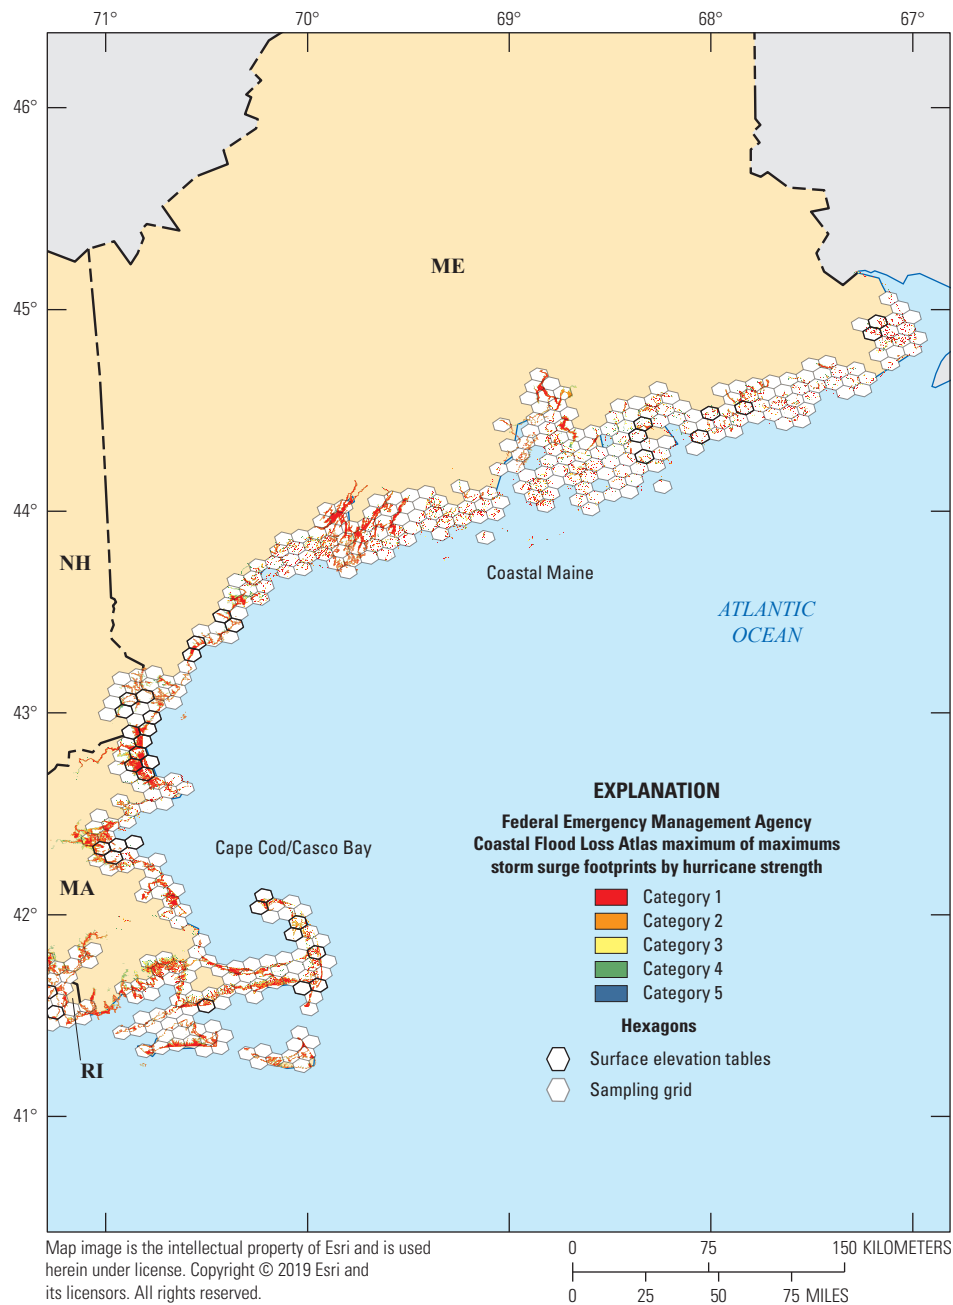 71°
70°
69°
68°
67°
46°
45°
44°
43°
42°
41°
ME
NH
MA
RI
Coastal Maine
ATLANTIC
OCEAN
Cape Cod/Casco Bay
EXPLANATION
Federal Emergency Management Agency
Coastal Flood Loss Atlas maximum of maximums
storm surge footprints by hurricane strength
Category 1
Category 2
Category 3
Category 4
Category 5
Hexagons
Surface elevation tables
Sampling grid
Map image is the intellectual property of Esri and is used
herein under license. Copyright © 2019 Esri and
its licensors. All rights reserved.
0 75 150 KILOMETERS
0 25 50 75 MILES